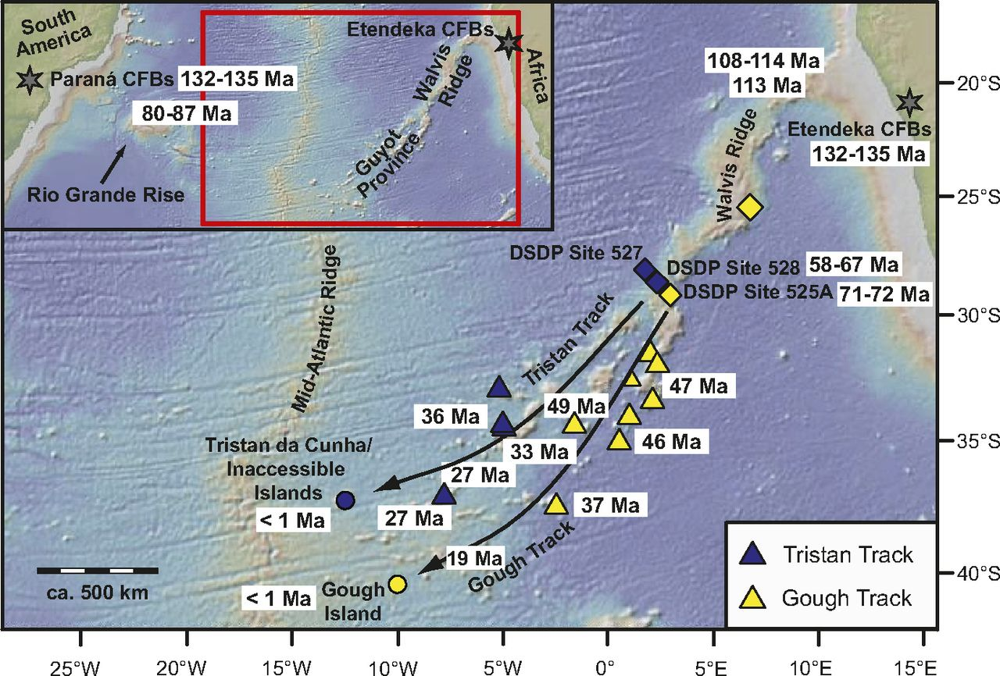 South
America
Paraná CFBs
132-135 Ma
80-87 Ma
Rio Grande Rise
Etendeka CFBs
Africa
Walvis
Ridge
Guyot
Province
108-114 Ma
113 Ma
Etendeka CFBs
132-135 Ma
Walvis Ridge
20°S
25°S
30°S
35°S
40°S
DSDP Site 527
DSDP Site 528
58-67 Ma
DSDP Site 525A
71-72 Ma
Mid-Atlantic Ridge
Tristan Track
47 Ma
49 Ma
36 Ma
46 Ma
33 Ma
Tristan da Cunha/
Inaccessible
Islands
< 1 Ma
27 Ma
27 Ma
37 Ma
19 Ma
Gough Track
< 1 Ma
Gough
Island
ca. 500 km
Tristan Track
Gough Track
25°W
20°W
15°W
10°W
5°W
0°
5°E
10°E
15°E